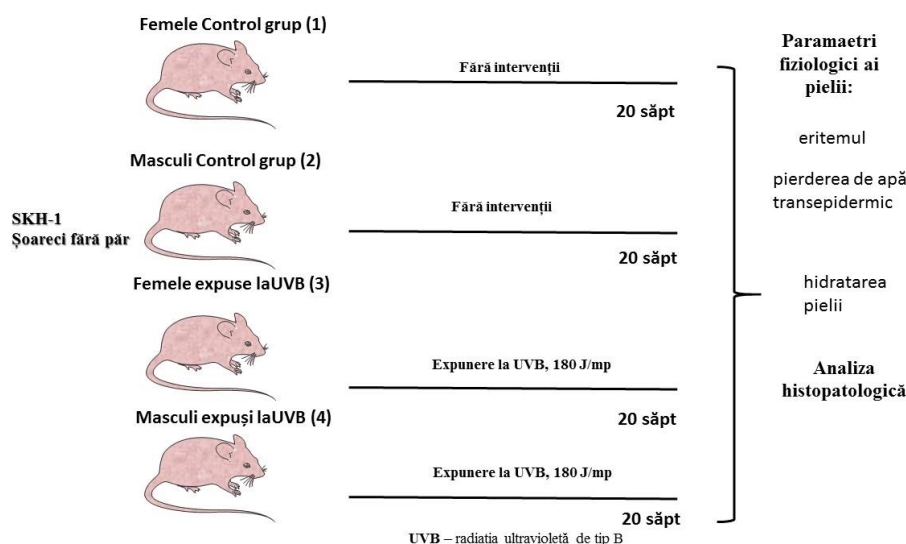 Femele Control grup (1)
Fără intervenții
20 săpt
Masculi Control grup (2)
Fără intervenții
20 săpt
SKH-1
Șoareci fără păr
Femele expuse laUVB (3)
Expunere la UVB, 180 J/mp
20 săpt
Masculi expuși laUVB (4)
Expunere la UVB, 180 J/mp
20 săpt
UVB – radiația ultravioletă de tip B
Paramaetri
fiziologici ai
pielii:
eritemul
pierderea de apă
transepidermic
hidratarea
pielii
Analiza
histopatologică